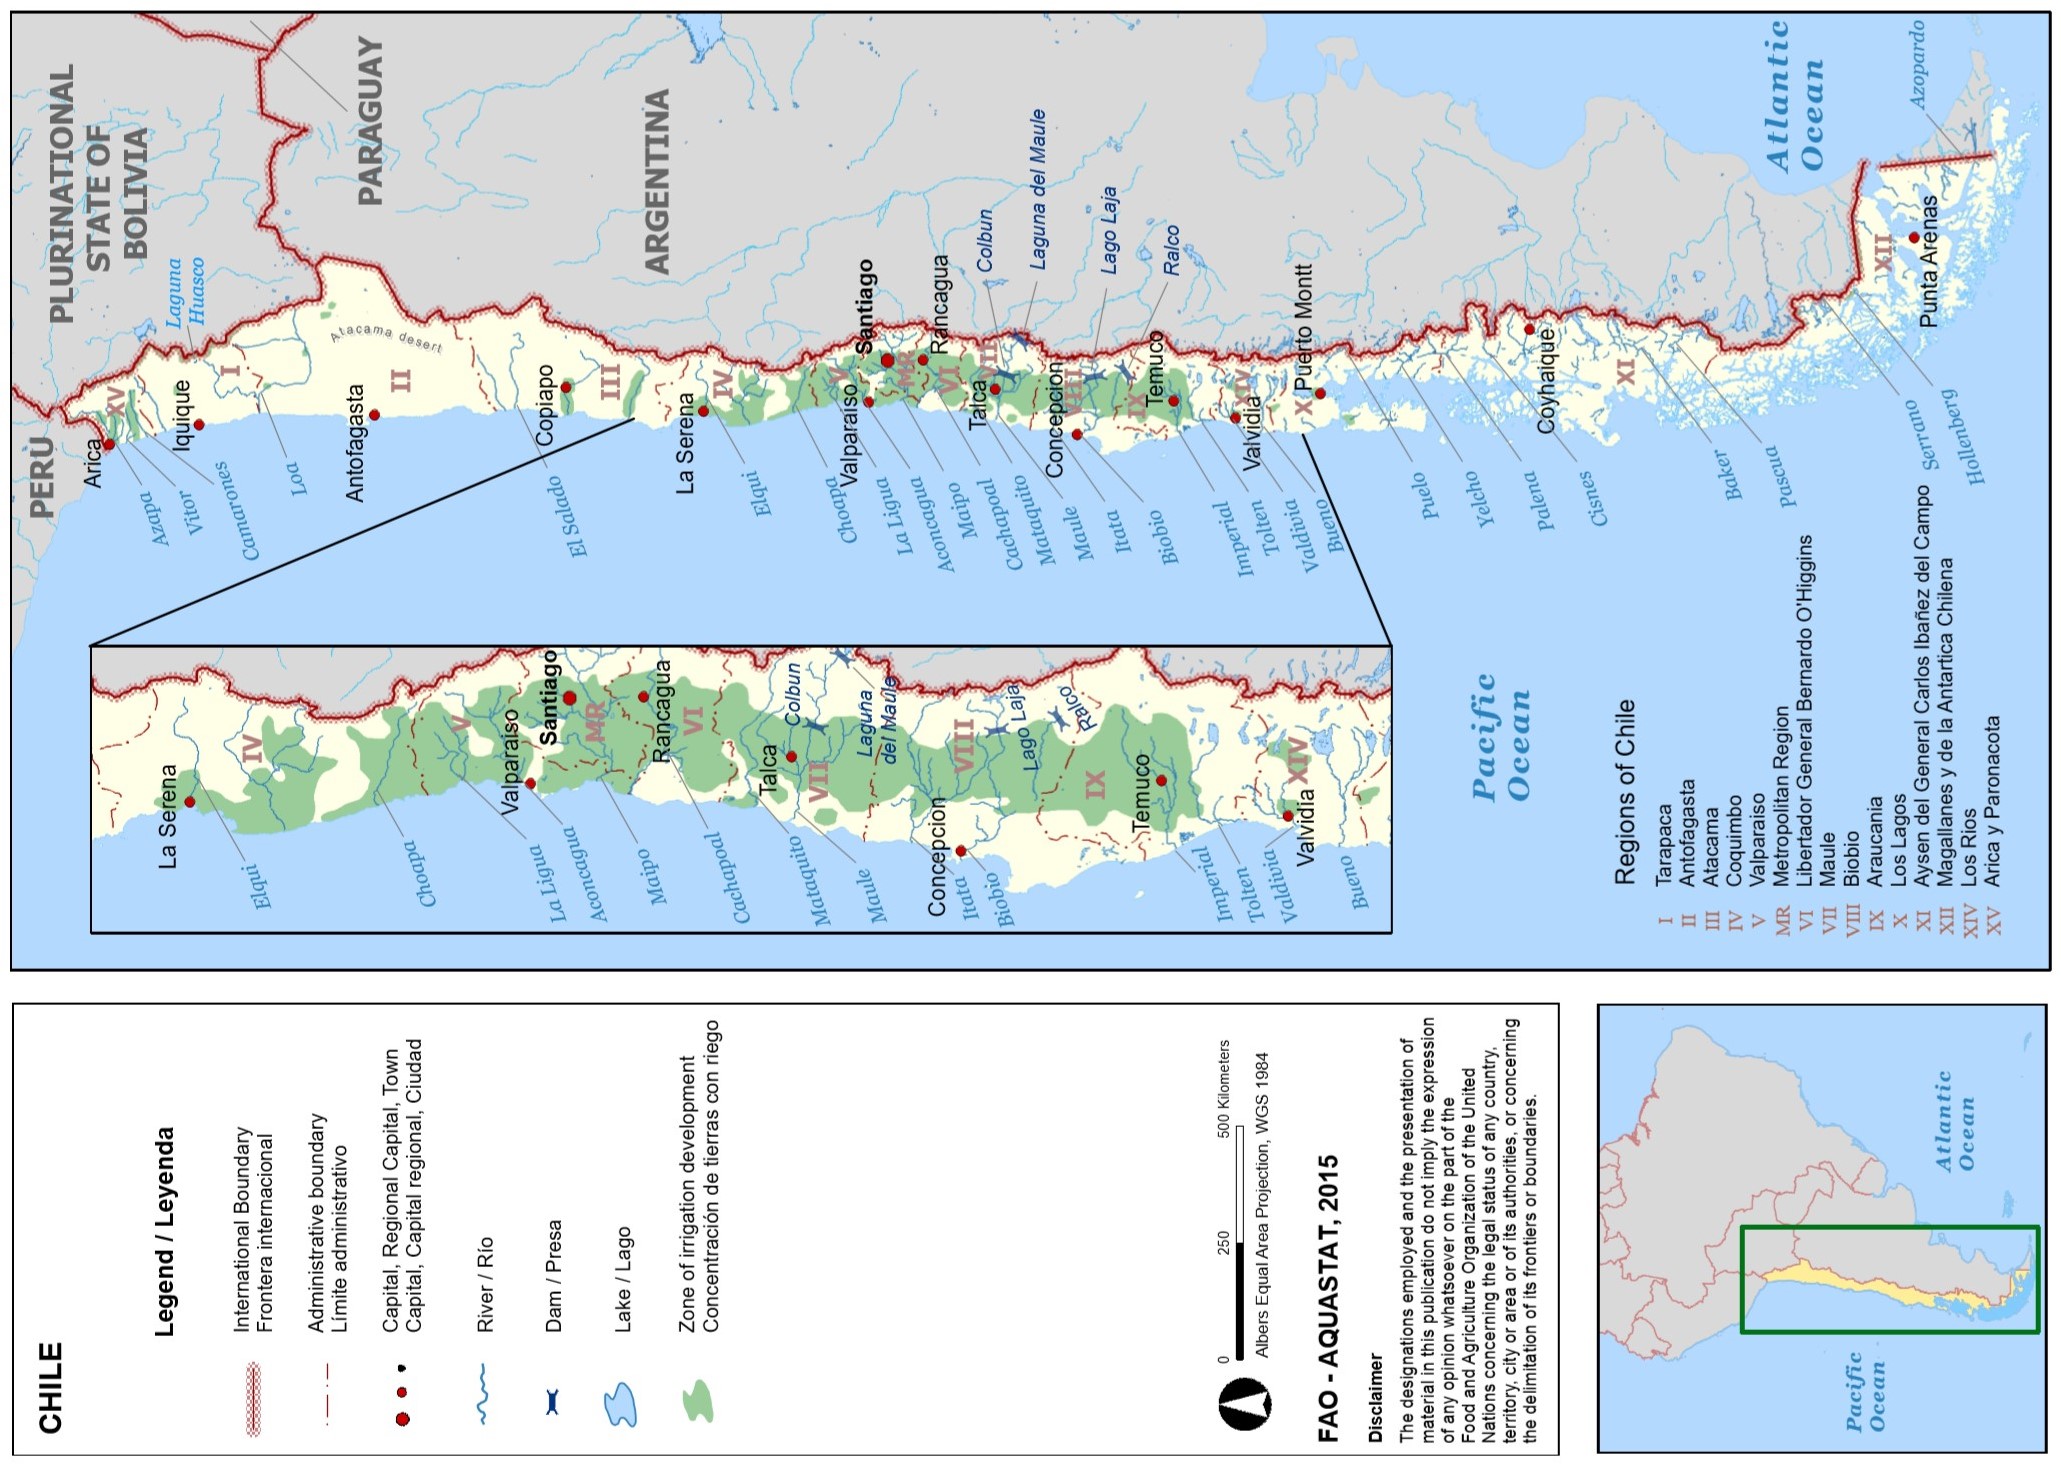 CHILE
Legend / Leyenda
International Boundary
Frontera internacional
Administrative boundary
Límite administrativo
Capital, Regional Capital, Town
Capital, Capital regional, Ciudad
River / Río
Dam / Presa
Lake / Lago
Zone of irrigation development
Concentración de tierras con riego
0 250 500 Kilometers
Albers Equal Area Projection, WGS 1984
FAO - AQUASTAT, 2015
Disclaimer
The designations employed and the presentation of
material in this publication do not imply the expression
of any opinion whatsoever on the part of the
Food and Agriculture Organization of the United
Nations concerning the legal status of any country,
territory, city or area or of its authorities, or concerning
the delimitation of its frontiers or boundaries.
Pacific
Ocean
Atlantic
Ocean
La Serena
Elqui
IV
Choapa
V
Valparaiso
La Ligua
Santiago
Aconcagua
MR
Maipo
Rancagua
VI
Cachapoal
Talca
Colbun
Mataquito
VII
Maule
Laguna
del Maule
Concepcion
Itata
VIII
Biobio
Lago Laja
Ralco
IX
Temuco
Imperial
Tolten
Valdivia
Valvidia
XIV
Bueno
PERU
PLURINATIONAL
STATE OF
BOLIVIA
Arica
XV
Azapa
Vitor
Iquique
Laguna
Huasco
Camarones
I
Loa
Antofagasta
Atacama desert
II
PARAGUAY
El Salado
Copiapo
III
ARGENTINA
La Serena
IV
Elqui
Choapa
V
Valparaiso
Santiago
La Ligua
MR
Aconcagua
Rancagua
Maipo
VI
Talca
VII
Colbun
Cachapoal
Mataquito
Laguna del Maule
Concepcion
Maule
VIII
Lago Laja
Itata
IX
Temuco
Biobio
Ralco
Imperial
Valvidia
XIV
Tolten
Valdivia
X
Puerto Montt
Bueno
Puelo
Yelcho
Palena
Coyhaique
Cisnes
XI
Baker
Pascua
Pacific
Ocean
Atlantic
Ocean
XII
Serrano
Punta Arenas
Azopardo
Hollenberg
Regions of Chile
I Tarapaca
II Antofagasta
III Atacama
IV Coquimbo
V Valparaiso
MR Metropolitan Region
VI Libertador General Bernardo O'Higgins
VII Maule
VIII Biobio
IX Araucania
X Los Lagos
XI Aysen del General Carlos Ibañez del Campo
XII Magallanes y de la Antartica Chilena
XIV Los Rios
XV Arica y Paronacota